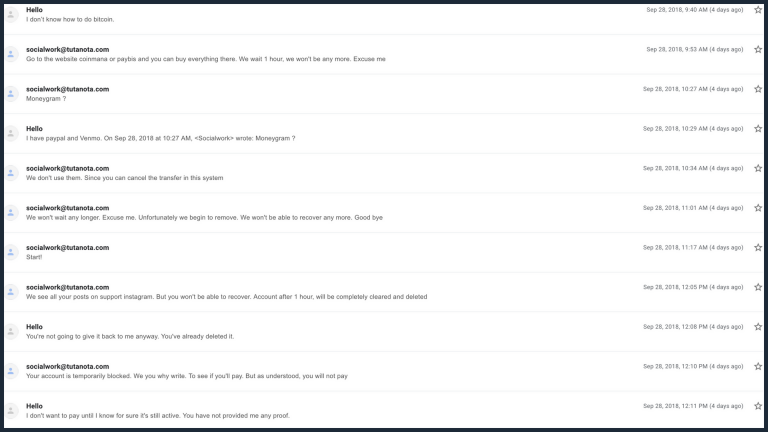 Hello
Sep 28, 2018, 9:40 AM (4 days ago)
I don't know how to do bitcoin.
socialwork@tutanota.com
Sep 28, 2018, 9:53 AM (4 days ago)
Go to the website coinmana or paybis and you can buy everything there. We wait 1 hour, we won't be any more. Excuse me
socialwork@tutanota.com
Sep 28, 2018, 10:27 AM (4 days ago)
Moneygram ?
Hello
Sep 28, 2018, 10:29 AM (4 days ago)
I have paypal and Venmo. On Sep 28, 2018 at 10:27 AM, <Socialwork> wrote: Moneygram ?
socialwork@tutanota.com
Sep 28, 2018, 10:34 AM (4 days ago)
We don't use them. Since you can cancel the transfer in this system
socialwork@tutanota.com
Sep 28, 2018, 11:01 AM (4 days ago)
We won't wait any longer. Excuse me. Unfortunately we begin to remove. We won't be able to recover any more. Good bye
socialwork@tutanota.com
Sep 28, 2018, 11:17 AM (4 days ago)
Start!
socialwork@tutanota.com
Sep 28, 2018, 12:05 PM (4 days ago)
We see all your posts on support instagram. But you won't be able to recover. Account after 1 hour, will be completely cleared and deleted
Hello
Sep 28, 2018, 12:08 PM (4 days ago)
You're not going to give it back to me anyway. You've already deleted it.
socialwork@tutanota.com
Sep 28, 2018, 12:10 PM (4 days ago)
Your account is temporarily blocked. We you why write. To see if you'll pay. But as understood, you will not pay
Hello
Sep 28, 2018, 12:11 PM (4 days ago)
I don't want to pay until I know for sure it's still active. You have not provided me any proof.